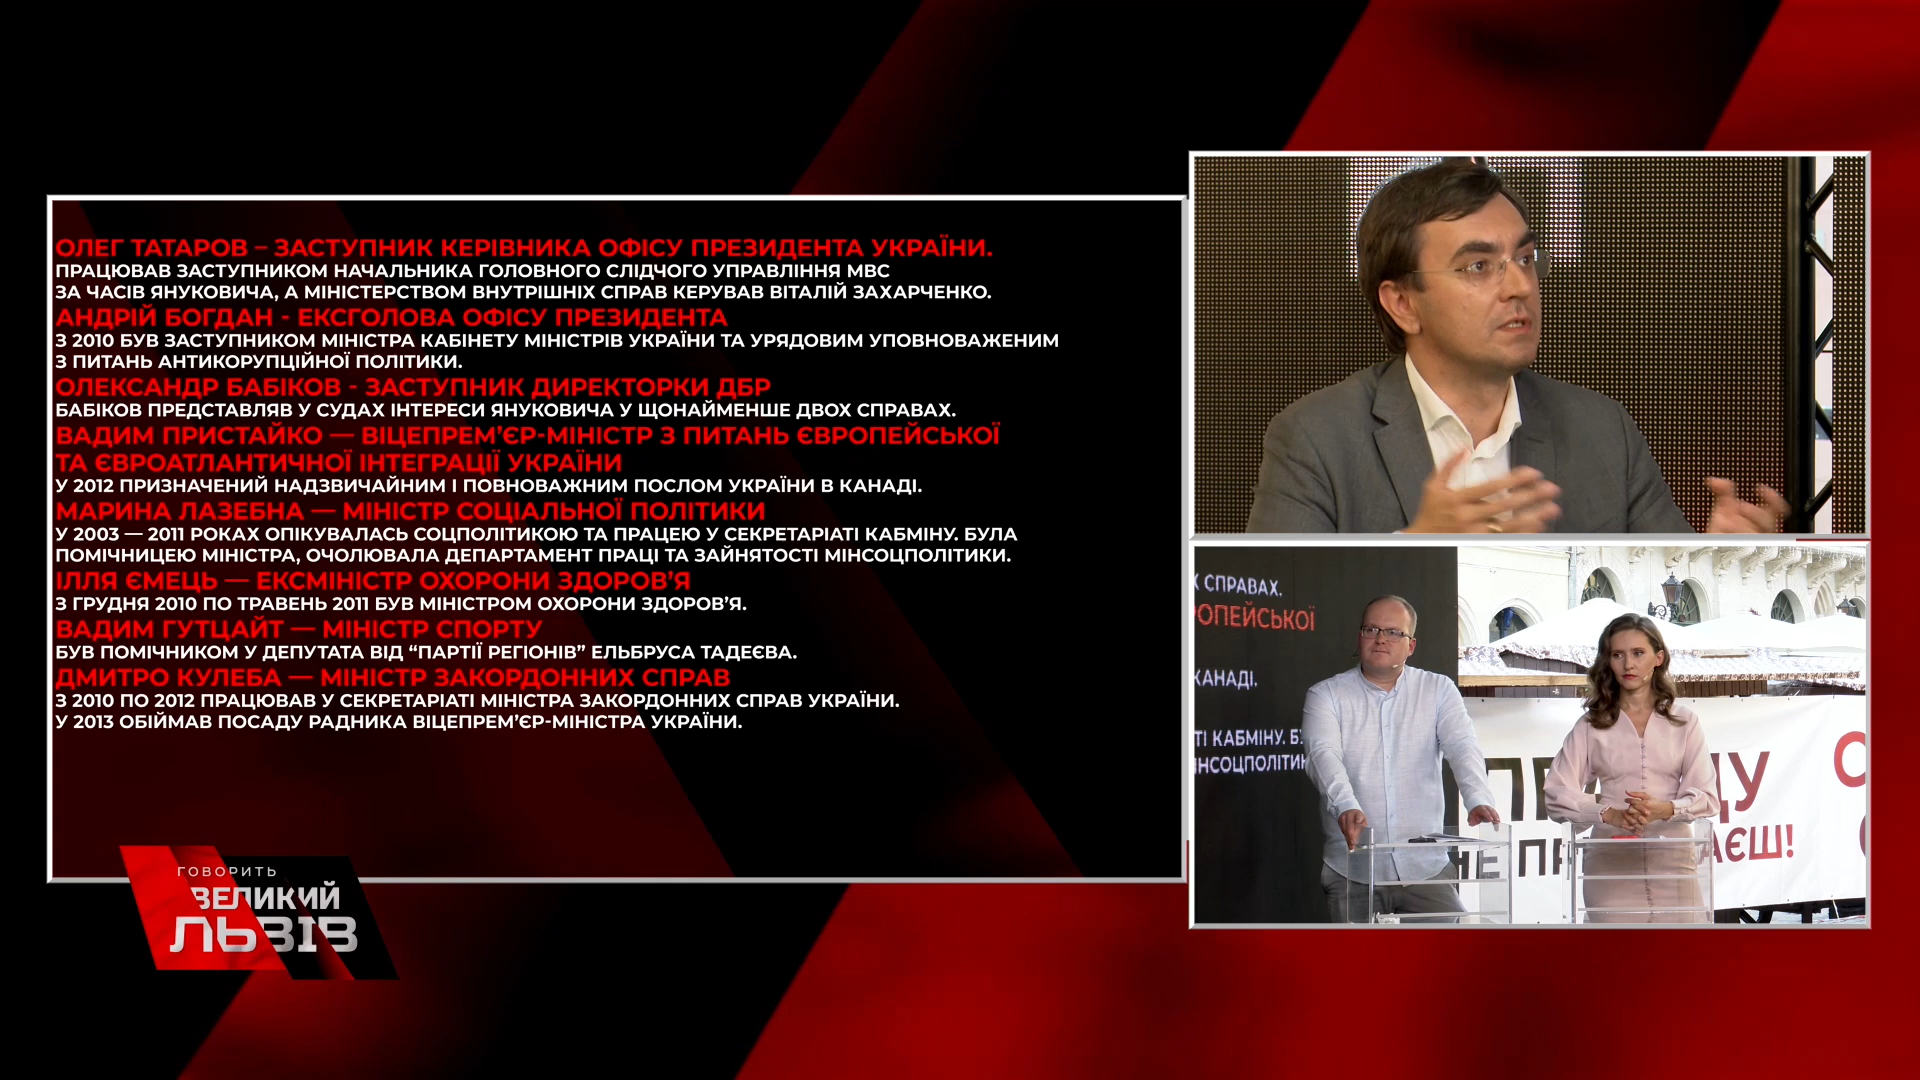 ОЛЕГ ТАТАРОВ – ЗАСТУПНИК КЕРІВНИКА ОФІСУ ПРЕЗИДЕНТА УКРАЇНИ.
ПРАЦЮВАВ ЗАСТУПНИКОМ НАЧАЛЬНИКА ГОЛОВНОГО СЛІДЧОГО УПРАВЛІННЯ МВС
ЗА ЧАСІВ ЯНУКОВИЧА, А МІНІСТЕРСТВОМ ВНУТРІШНІХ СПРАВ КЕРУВАВ ВІТАЛІЙ ЗАХАРЧЕНКО.
АНДРІЙ БОГДАН - ЕКСГОЛОВА ОФІСУ ПРЕЗИДЕНТА
З 2010 БУВ ЗАСТУПНИКОМ МІНІСТРА КАБІНЕТУ МІНІСТРІВ УКРАЇНИ ТА УРЯДОВИМ УПОВНОВАЖЕНИМ
З ПИТАНЬ АНТИКОРУПЦІЙНОЇ ПОЛІТИКИ.
ОЛЕКСАНДР БАБІКОВ - ЗАСТУПНИК ДИРЕКТОРКИ ДБР
БАБІКОВ ПРЕДСТАВЛЯВ У СУДАХ ІНТЕРЕСИ ЯНУКОВИЧА У ЩОНАЙМЕНШЕ ДВОХ СПРАВАХ.
ВАДИМ ПРИСТАЙКО — ВІЦЕПРЕМ’ЄР-МІНІСТР З ПИТАНЬ ЄВРОПЕЙСЬКОЇ
ТА ЄВРОАТЛАНТИЧНОЇ ІНТЕГРАЦІЇ УКРАЇНИ
У 2012 ПРИЗНАЧЕНИЙ НАДЗВИЧАЙНИМ І ПОВНОВАЖНИМ ПОСЛОМ УКРАЇНИ В КАНАДІ.
МАРИНА ЛАЗЕБНА — МІНІСТР СОЦІАЛЬНОЇ ПОЛІТИКИ
У 2003 — 2011 РОКАХ ОПІКУВАЛАСЬ СОЦПОЛІТИКОЮ ТА ПРАЦЕЮ У СЕКРЕТАРІАТІ КАБМІНУ. БУЛА
ПОМІЧНИЦЕЮ МІНІСТРА, ОЧОЛЮВАЛА ДЕПАРТАМЕНТ ПРАЦІ ТА ЗАЙНЯТОСТІ МІНСОЦПОЛІТИКИ.
ІЛЛЯ ЄМЕЦЬ — ЕКСМІНІСТР ОХОРОНИ ЗДОРОВ’Я
З ГРУДНЯ 2010 ПО ТРАВЕНЬ 2011 БУВ МІНІСТРОМ ОХОРОНИ ЗДОРОВ’Я.
ВАДИМ ГУТЦАЙТ — МІНІСТР СПОРТУ
БУВ ПОМІЧНИКОМ У ДЕПУТАТА ВІД “ПАРТІЇ РЕГІОНІВ” ЕЛЬБРУСА ТАДЕЄВА.
ДМИТРО КУЛЕБА — МІНІСТР ЗАКОРДОННИХ СПРАВ
З 2010 ПО 2012 ПРАЦЮВАВ У СЕКРЕТАРІАТІ МІНІСТРА ЗАКОРДОННИХ СПРАВ УКРАЇНИ.
У 2013 ОБІЙМАВ ПОСАДУ РАДНИКА ВІЦЕПРЕМ’ЄР-МІНІСТРА УКРАЇНИ.
ГОВОРИТЬ
ВЕЛИКИЙ
ЛЬВІВ
СПРАВАХ.
РОПЕЙСЬКОЇ
КАНАДІ.
ТІ КАБМІНУ.
НЕ